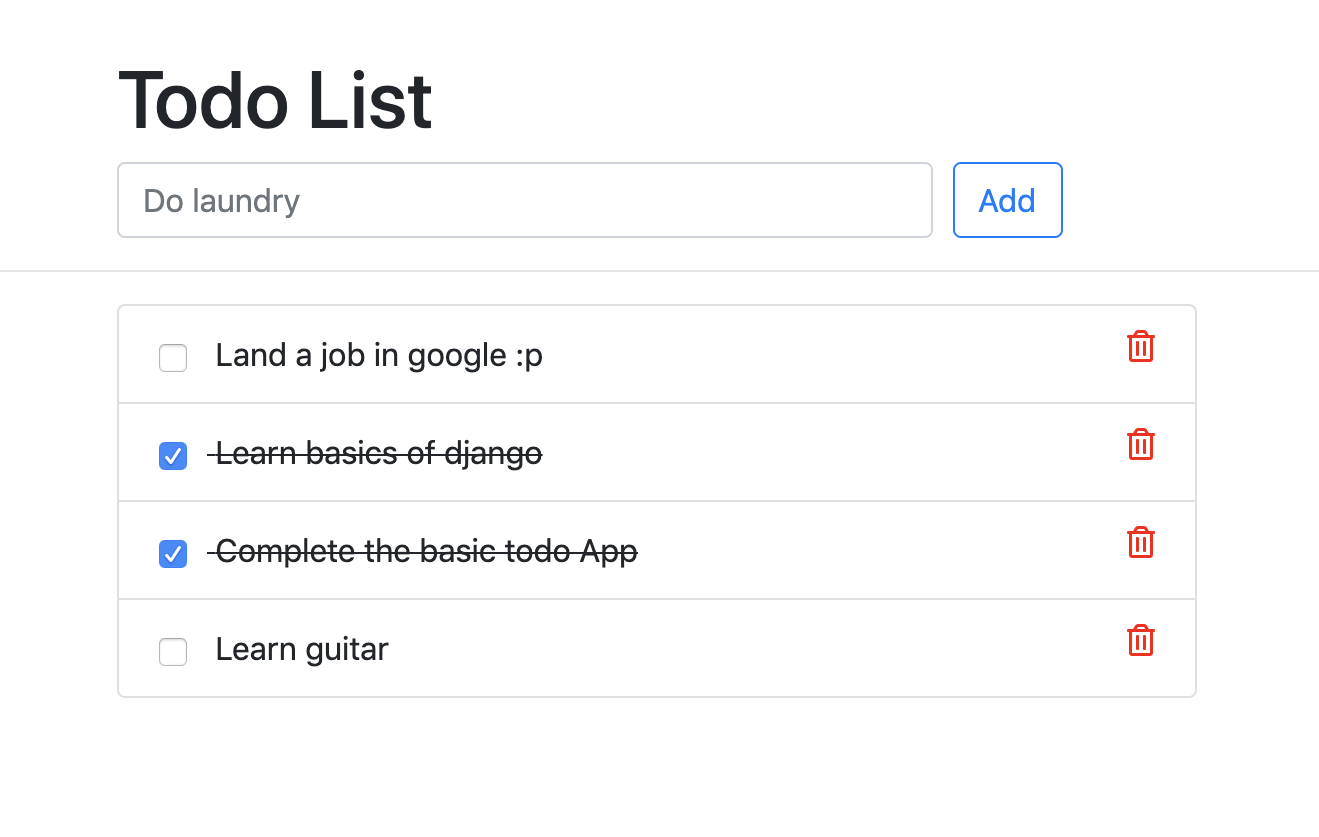 Todo List
Do laundry
Add
Land a job in google :p
Learn basics of django
Complete the basic todo App
Learn guitar